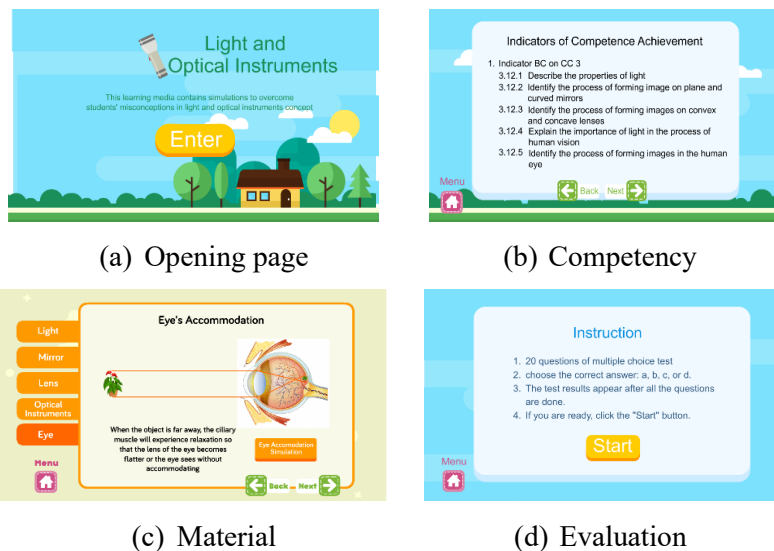 Light and
Optical Instruments
This learning media contains simulations to overcome
students' misconceptions in light and optical instruments concept
Enter
(a) Opening page
Indicators of Competence Achievement
1. Indicator BC on CC 3
3.12.1 Describe the properties of light
3.12.2 Identify the process of forming image on plane and
curved mirrors
3.12.3 Identify the process of forming images on convex
and concave lenses
3.12.4 Explain the importance of light in the process of
human vision
3.12.5 Identify the process of forming images in the human
eye
Menu
Back Next
(b) Competency
Eye's Accommodation
Light
Mirror
Lens
Optical
Instruments
Eye
When the object is far away, the ciliary
muscle will experience relaxation so
that the lens of the eye becomes
flatter or the eye sees without
accommodating
Eye Accomodation
Simulation
Menu
Back Next
(c) Material
Instruction
1. 20 questions of multiple choice test
2. choose the correct answer: a, b, c, or d.
3. The test results appear after all the questions
are done.
4. If you are ready, click the "Start" button.
Start
Menu
(d) Evaluation